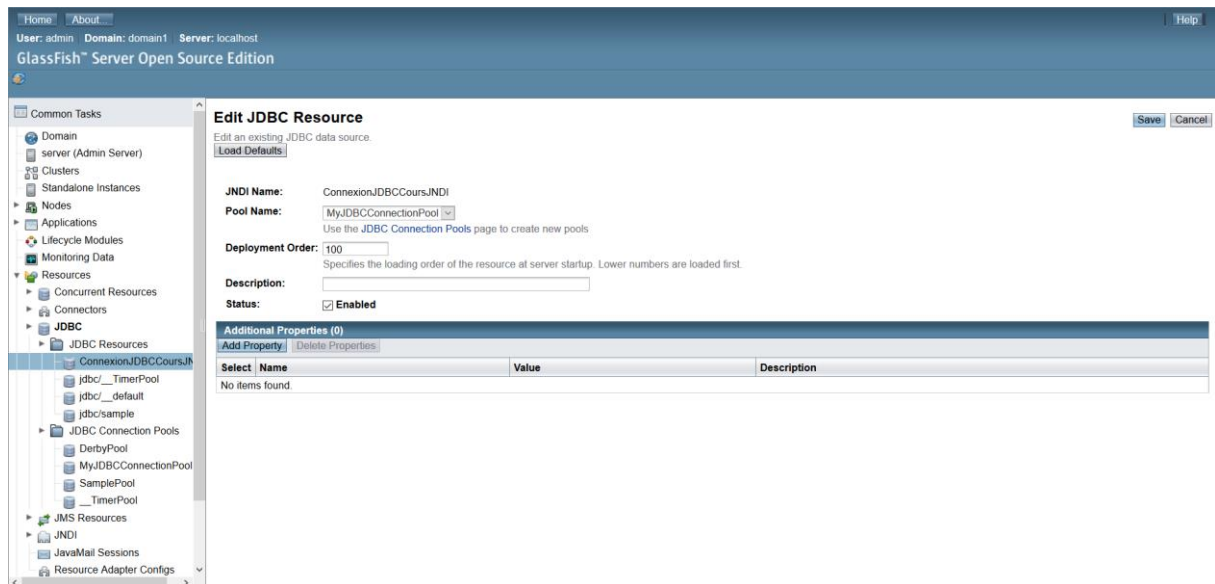 Home About...
Help
User: admin Domain: domain1 Server: localhost
GlassFish™ Server Open Source Edition
Common Tasks
Domain
server (Admin Server)
Clusters
Standalone Instances
Nodes
Applications
Lifecycle Modules
Monitoring Data
Resources
Concurrent Resources
Connectors
JDBC
JDBC Resources
ConnexionJDBCCoursJN
jdbc/__TimerPool
jdbc/__default
jdbc/sample
JDBC Connection Pools
DerbyPool
MyJDBCConnectionPool
SamplePool
__TimerPool
JMS Resources
JNDI
JavaMail Sessions
Resource Adapter Configs
Edit JDBC Resource
Save Cancel
Edit an existing JDBC data source.
Load Defaults
JNDI Name: ConnexionJDBCCoursJNDI
Pool Name: MyJDBCConnectionPool
Use the JDBC Connection Pools page to create new pools
Deployment Order: 100
Specifies the loading order of the resource at server startup. Lower numbers are loaded first.
Description:
Status: Enabled
Additional Properties (0)
Add Property Delete Properties
Select Name Value Description
No items found.